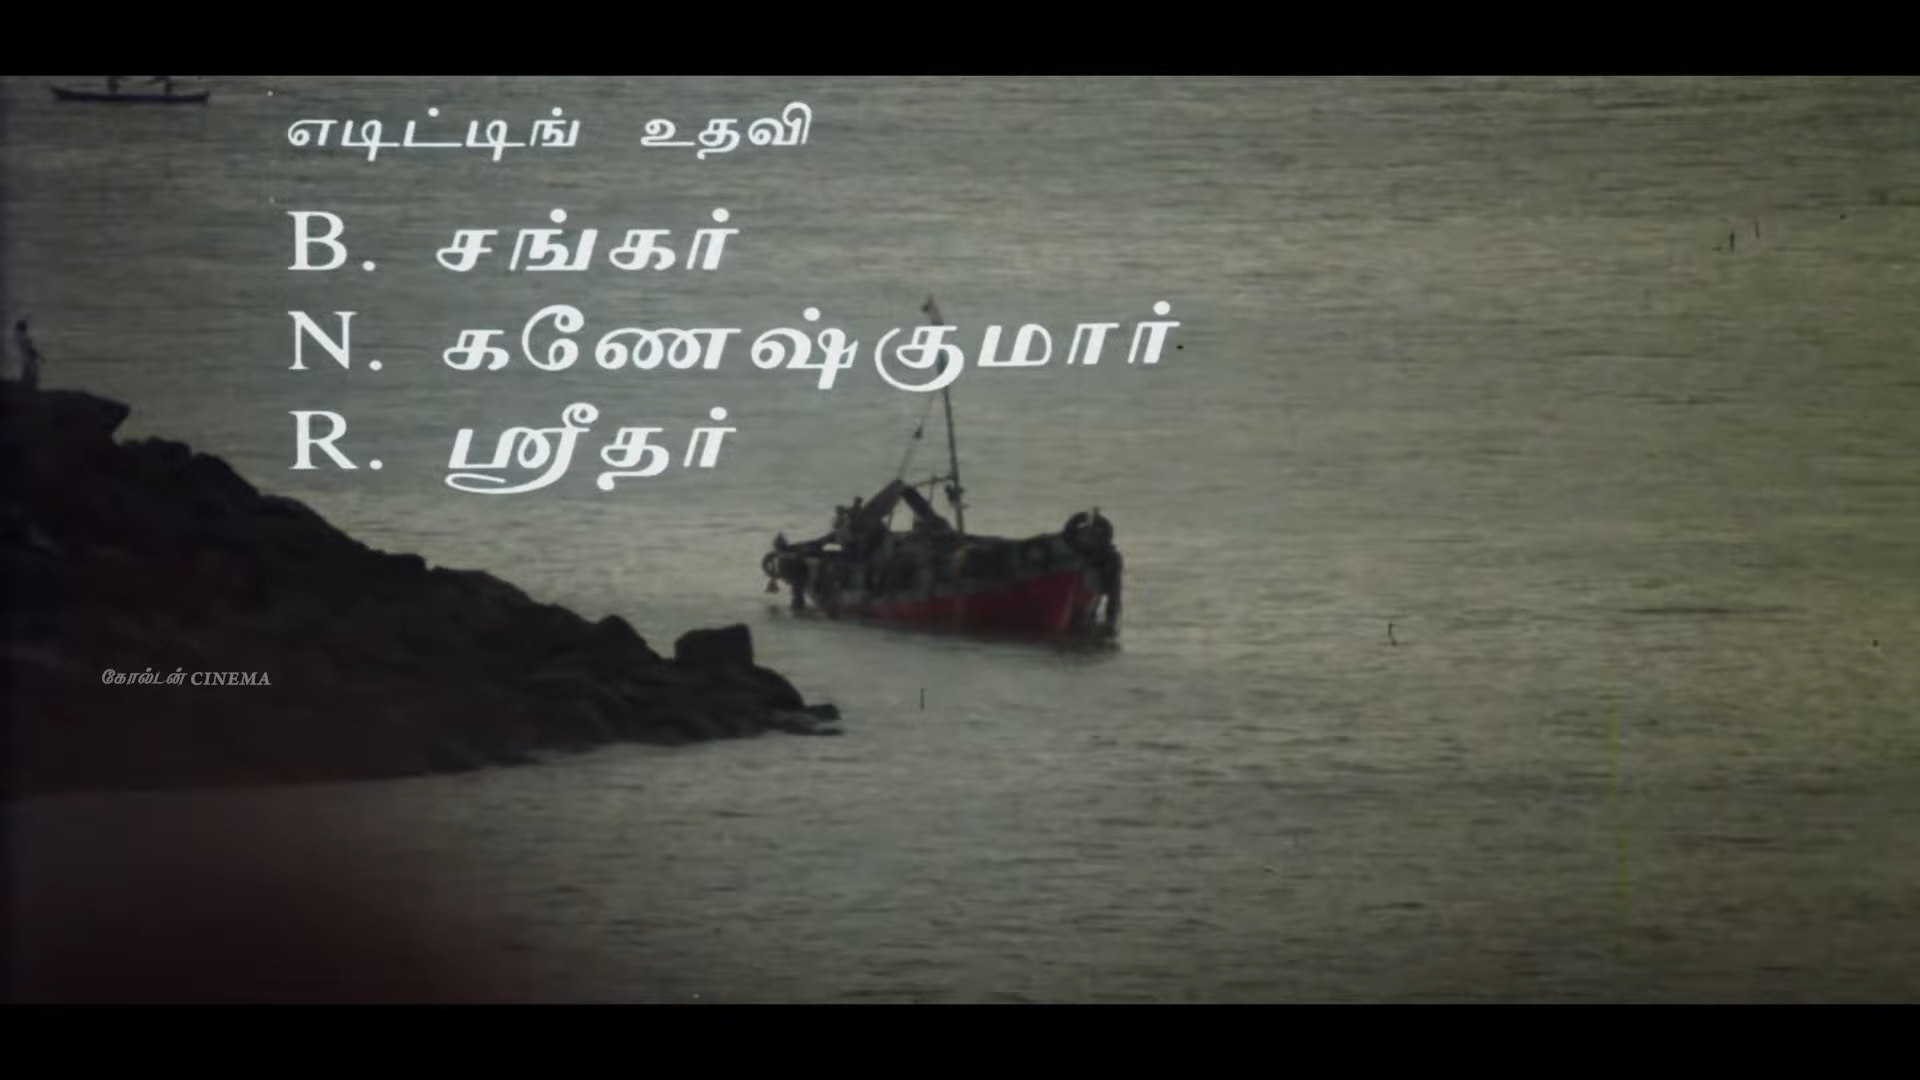 எடிட்டிங் உதவி
B. சங்கர்
N. கணேஷ்குமார்
R. ஸ்ரீதர்
கோல்டன் CINEMA